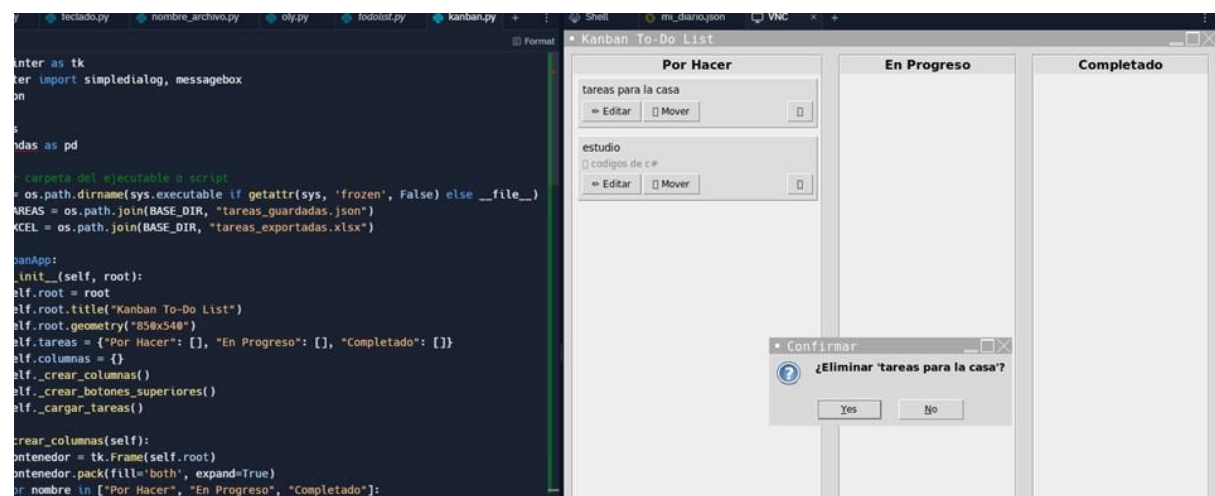 teclado.py nombre_archivo.py oly.py todolist.py kanban.py +
Format
inter as tk
ter import simpledialog, messagebox
on
s
ndas as pd
r carpeta del ejecutable o script
= os.path.dirname(sys.executable if getattr(sys, 'frozen', False) else __file__)
AREAS = os.path.join(BASE_DIR, "tareas_guardadas.json")
XCEL = os.path.join(BASE_DIR, "tareas_exportadas.xlsx")
banApp:
_init__(self, root):
elf.root = root
elf.root.title("Kanban To-Do List")
elf.root.geometry("850x540")
elf.tareas = {"Por Hacer": [], "En Progreso": [], "Completado": []}
elf.columnas = {}
elf._crear_columnas()
elf._crear_botones_superiores()
elf._cargar_tareas()
crear_columnas(self):
ontenedor = tk.Frame(self.root)
ontenedor.pack(fill='both', expand=True)
or nombre in ["Por Hacer", "En Progreso", "Completado"]:
Shell mi_diario.json VNC × +
Kanban To-Do List
Por Hacer
tareas para la casa
Editar Mover
estudio
codigos de c#
Editar Mover
En Progreso
Completado
Confirmar
¿Eliminar 'tareas para la casa'?
Yes No